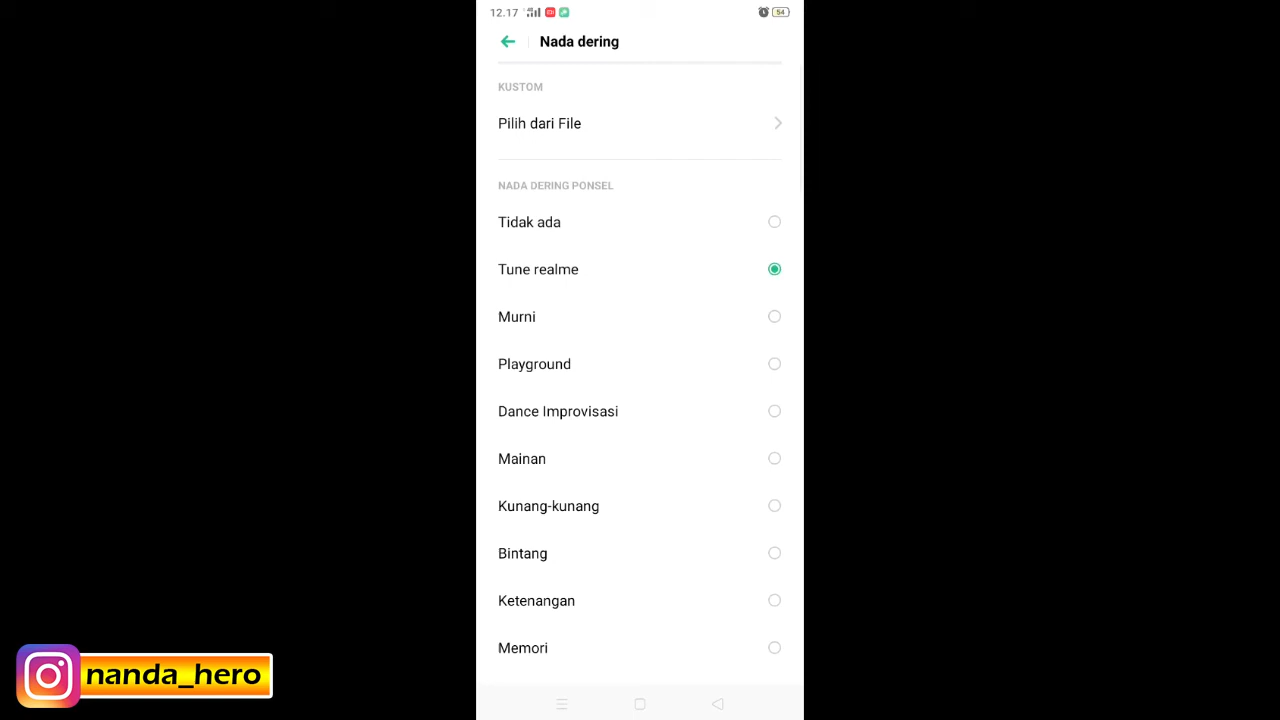 12.17
54
Nada dering
KUSTOM
Pilih dari File
NADA DERING PONSEL
Tidak ada
Tune realme
Murni
Playground
Dance Improvisasi
Mainan
Kunang-kunang
Bintang
Ketenangan
Memori
nanda_hero